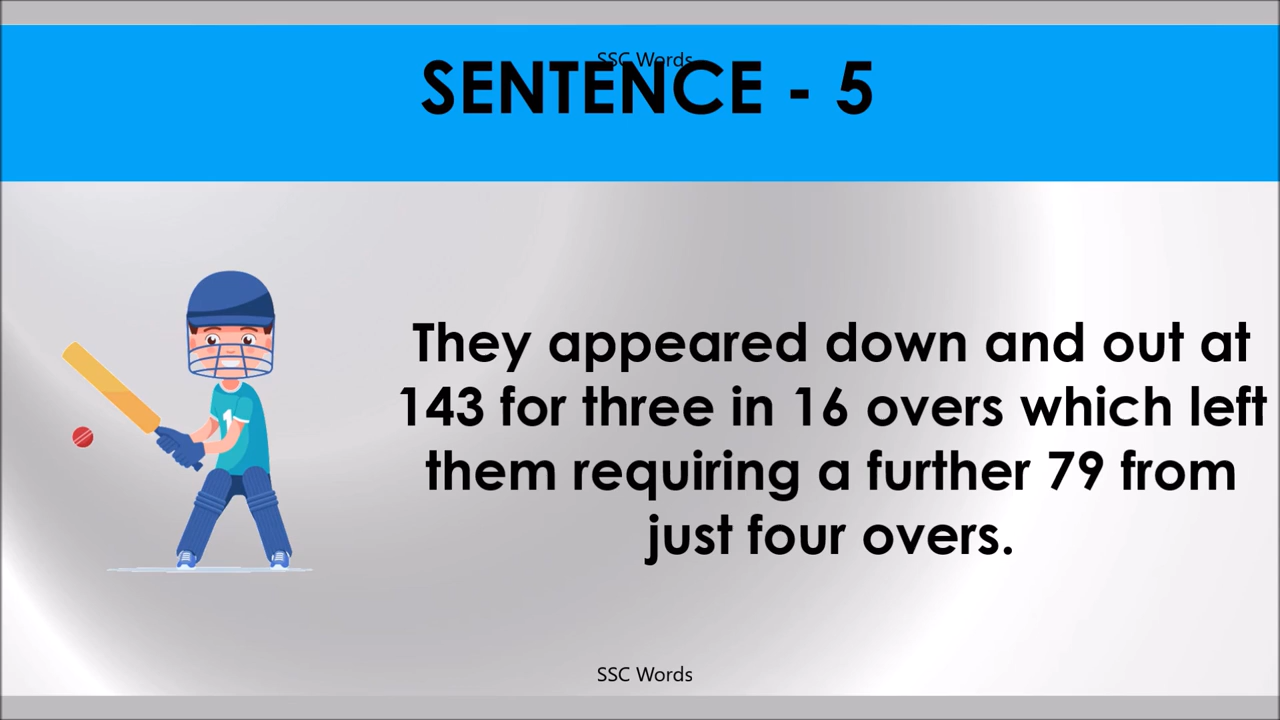 SSC Words
SENTENCE - 5
They appeared down and out at
143 for three in 16 overs which left
them requiring a further 79 from
just four overs.
SSC Words